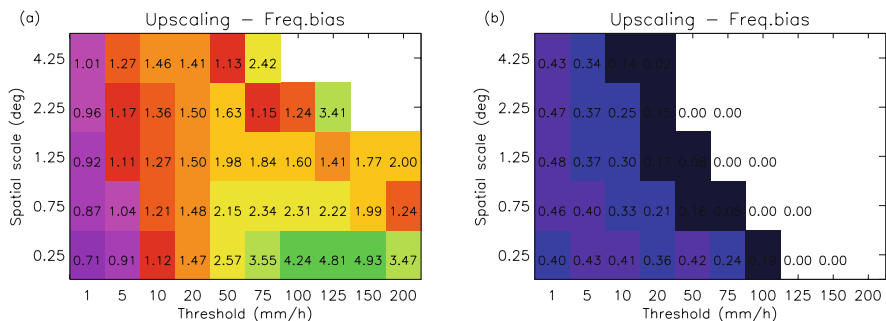 (a) Upscaling – Freq.bias
Spatial scale (deg)
4.25 1.01 1.27 1.46 1.41 1.13 2.42
2.25 0.96 1.17 1.36 1.50 1.63 1.15 1.24 3.41
1.25 0.92 1.11 1.27 1.50 1.98 1.84 1.60 1.41 1.77 2.00
0.75 0.87 1.04 1.21 1.48 2.15 2.34 2.31 2.22 1.99 1.24
0.25 0.71 0.91 1.12 1.47 2.57 3.55 4.24 4.81 4.93 3.47
1 5 10 20 50 75 100 125 150 200
Threshold (mm/h)
(b) Upscaling – Freq.bias
Spatial scale (deg)
4.25 0.43 0.34 0.14 0.02
2.25 0.47 0.37 0.25 0.00 0.00
1.25 0.48 0.37 0.30 0.17 0.00 0.00
0.75 0.46 0.40 0.33 0.21 0.05 0.00 0.00
0.25 0.40 0.43 0.41 0.36 0.42 0.24 0.00 0.00
1 5 10 20 50 75 100 125 150 200
Threshold (mm/h)